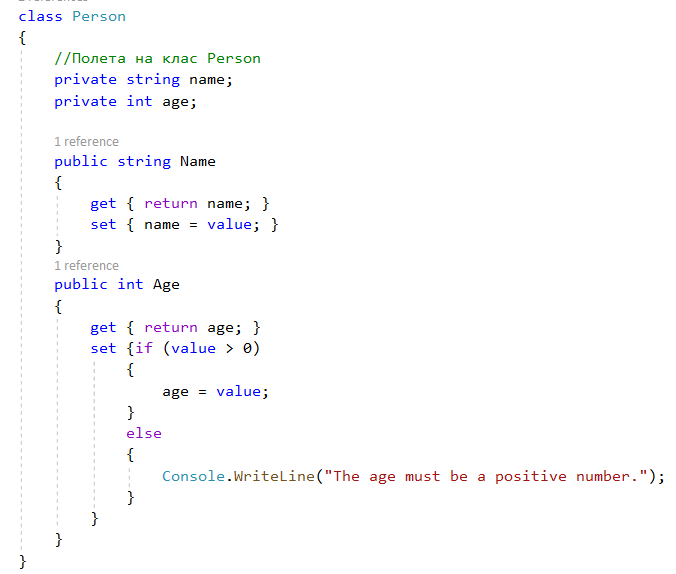 class Person
{
//Полета на клас Person
private string name;
private int age;
1 reference
public string Name
{
get { return name; }
set { name = value; }
}
1 reference
public int Age
{
get { return age; }
set {if (value > 0)
{
age = value;
}
else
{
Console.WriteLine("The age must be a positive number.");
}
}
}
}